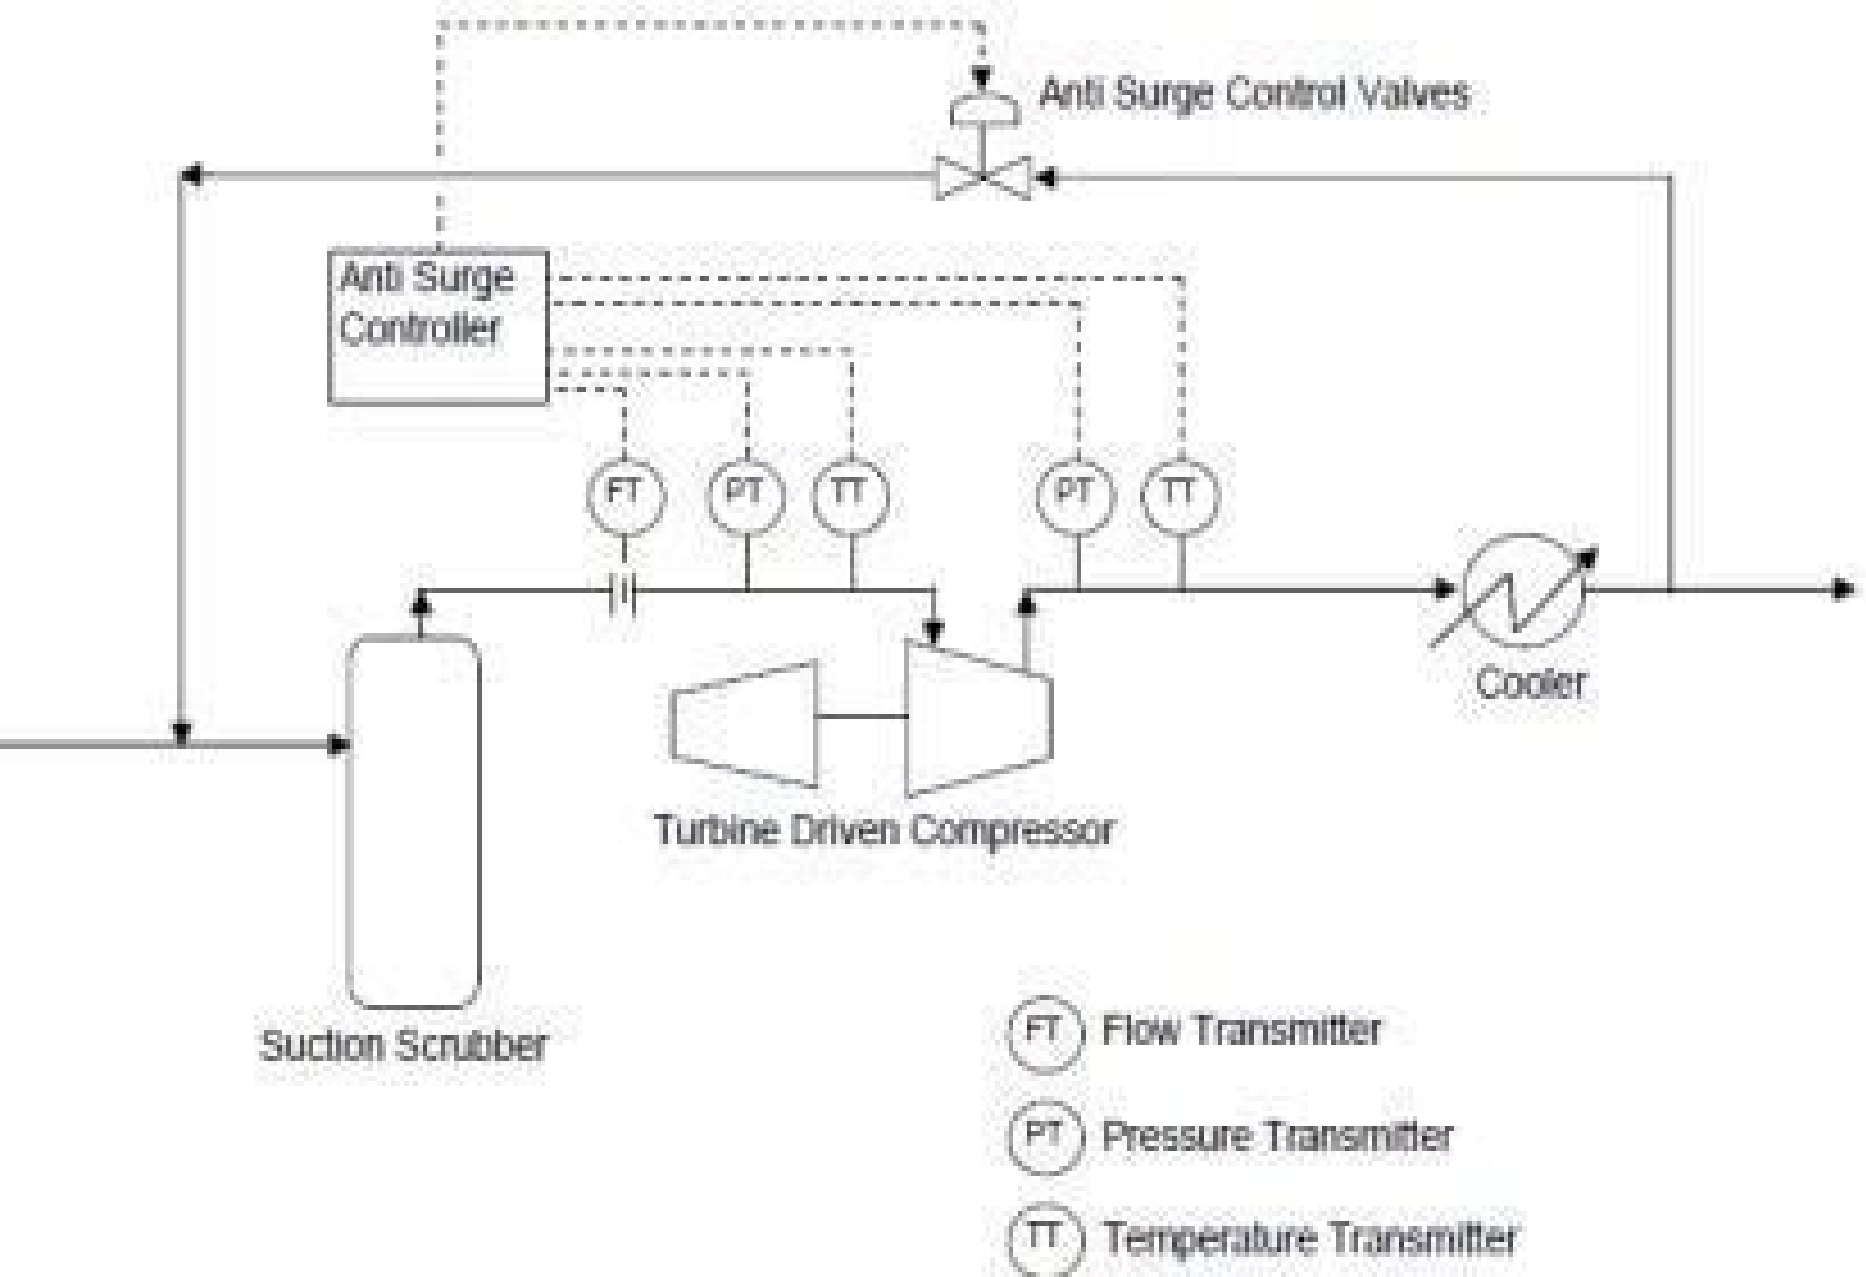 Anti Surge Control Valves
Anti Surge
Controller
FT
PT
TT
PT
TT
Cooler
Turbine Driven Compressor
Suction Scrubber
FT Flow Transmitter
PT Pressure Transmitter
TT Temperature Transmitter